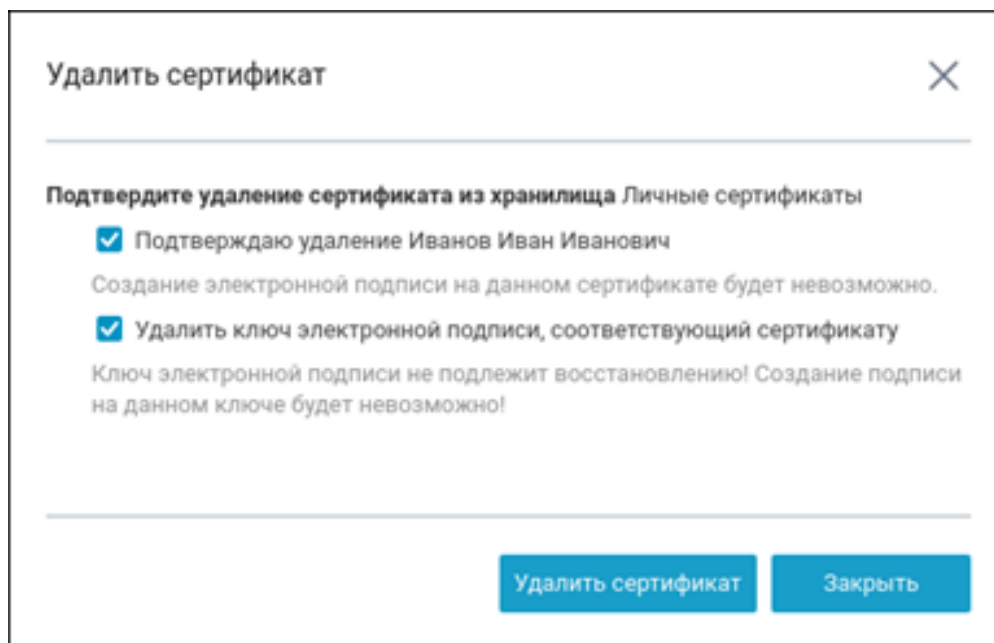 Удалить сертификат
Подтвердите удаление сертификата из хранилища Личные сертификаты
Подтверждаю удаление Иванов Иван Иванович
Создание электронной подписи на данном сертификате будет невозможно.
Удалить ключ электронной подписи, соответствующий сертификату
Ключ электронной подписи не подлежит восстановлению! Создание подписи
на данном ключе будет невозможно!
Удалить сертификат
Закрыть